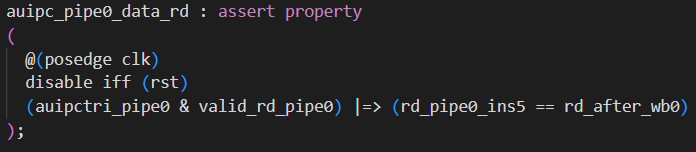 auipc_pipe0_data_rd : assert property
(
  @(posedge clk)
  disable iff (rst)
  (auipctri_pipe0 & valid_rd_pipe0) |=> (rd_pipe0_ins5 == rd_after_wb0)
);